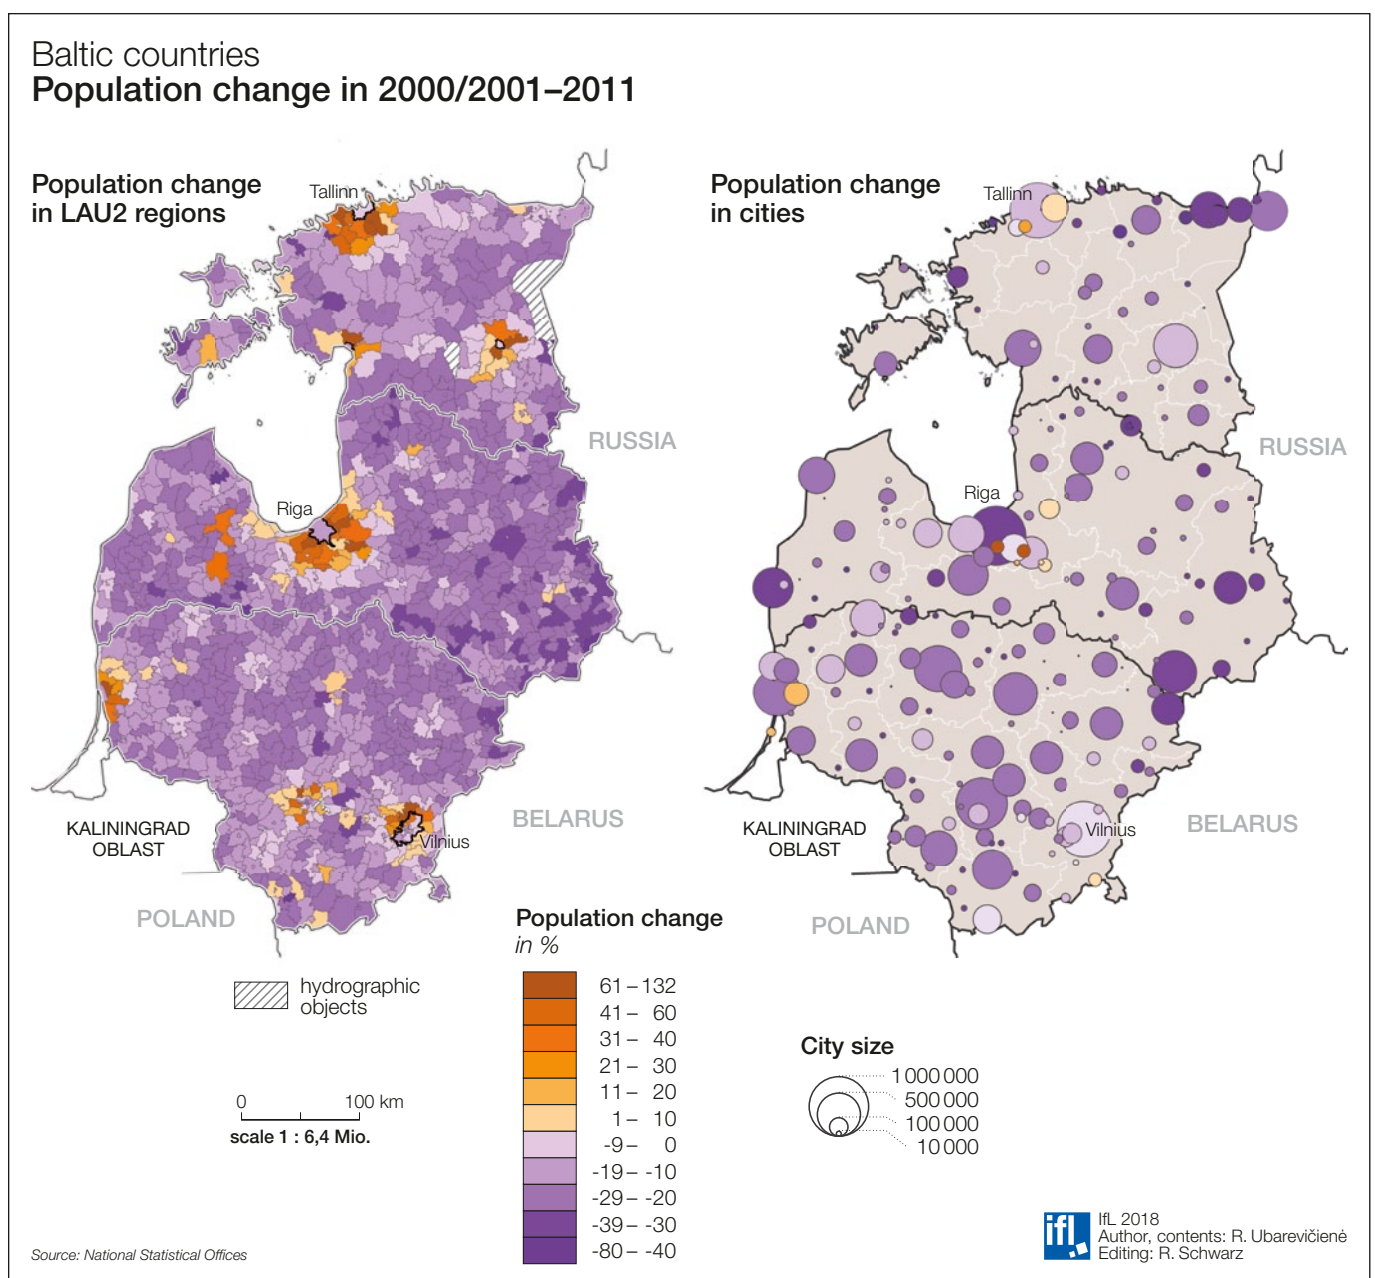 Baltic countries
Population change in 2000/2001–2011
Population change
in LAU2 regions
Tallinn
Riga
RUSSIA
BELARUS
KALININGRAD
OBLAST
Vilnius
POLAND
Population change
in cities
Tallinn
Riga
RUSSIA
BELARUS
KALININGRAD
OBLAST
Vilnius
POLAND
hydrographic
objects
0 100 km
scale 1 : 6,4 Mio.
Population change
in %
61 – 132
41 – 60
31 – 40
21 – 30
11 – 20
1 – 10
-9 – 0
-19 – -10
-29 – -20
-39 – -30
-80 – -40
City size
1 000 000
500 000
100 000
10 000
Source: National Statistical Offices
ifl
IfL 2018
Author, contents: R. Ubarevičienė
Editing: R. Schwarz